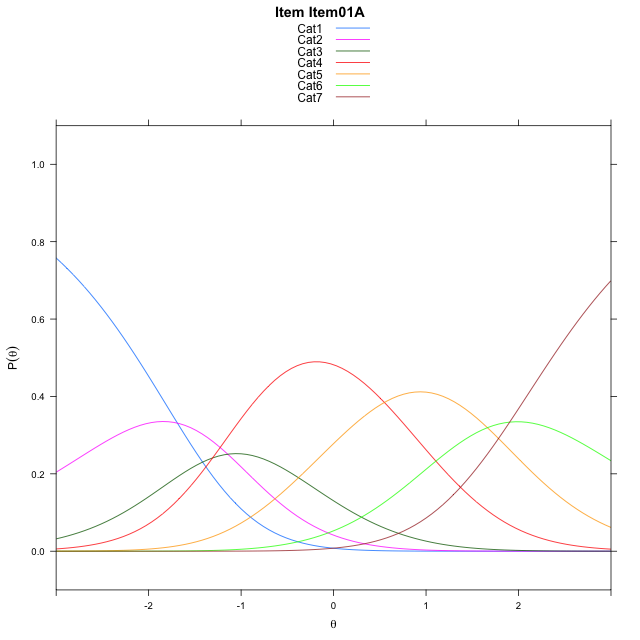 Item Item01A
Cat1
Cat2
Cat3
Cat4
Cat5
Cat6
Cat7
1.0
0.8
0.6
0.4
0.2
0.0
P(θ)
-2 -1 0 1 2
θ